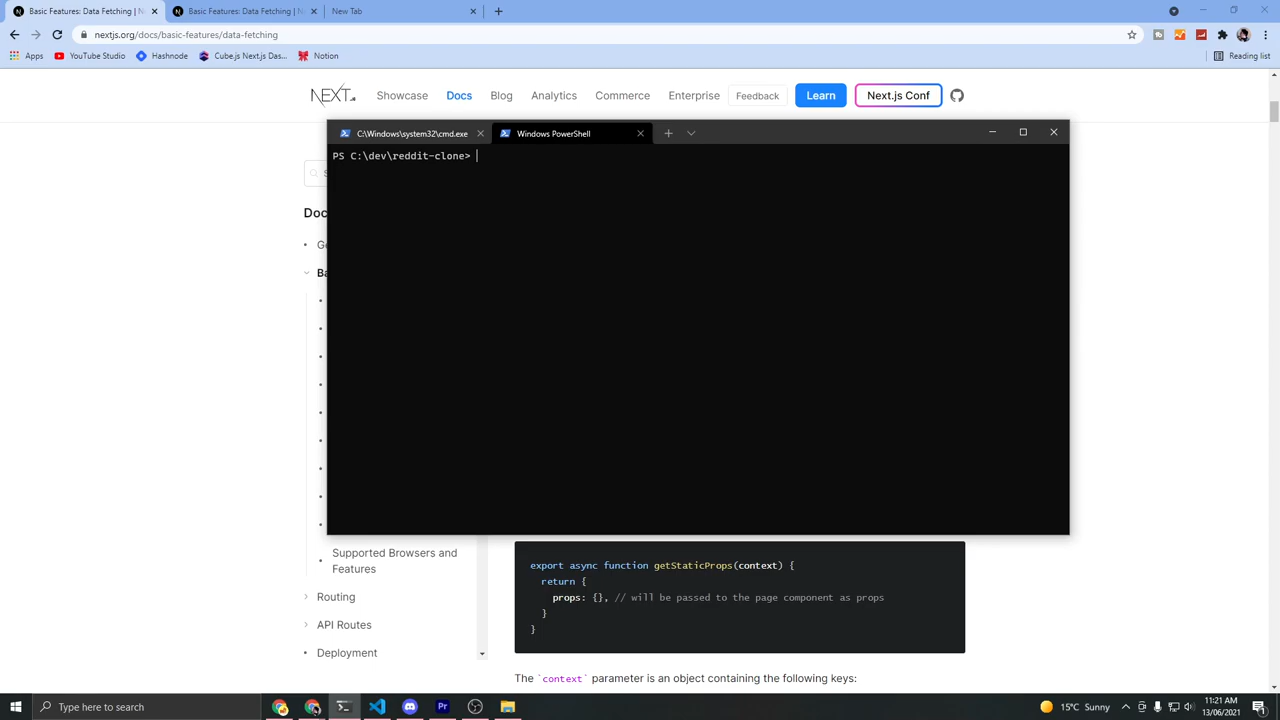 Basic Features: Data Fetching | N
Basic Features: Data Fetching | N
New Tab
nextjs.org/docs/basic-features/data-fetching
Apps
YouTube Studio
Hashnode
Cube.js Next.js Das...
Notion
Reading list
NEXT.js
Showcase
Docs
Blog
Analytics
Commerce
Enterprise
Feedback
Learn
Next.js Conf
C:\Windows\system32\cmd.exe
Windows PowerShell
PS C:\dev\reddit-clone>
S
Doc
Ge
Ba
Supported Browsers and
Features
Routing
API Routes
Deployment
export async function getStaticProps(context) {
return {
props: {}, // will be passed to the page component as props
}
}
The `context` parameter is an object containing the following keys:
Type here to search
Pr
15°C Sunny
11:21 AM
13/06/2021